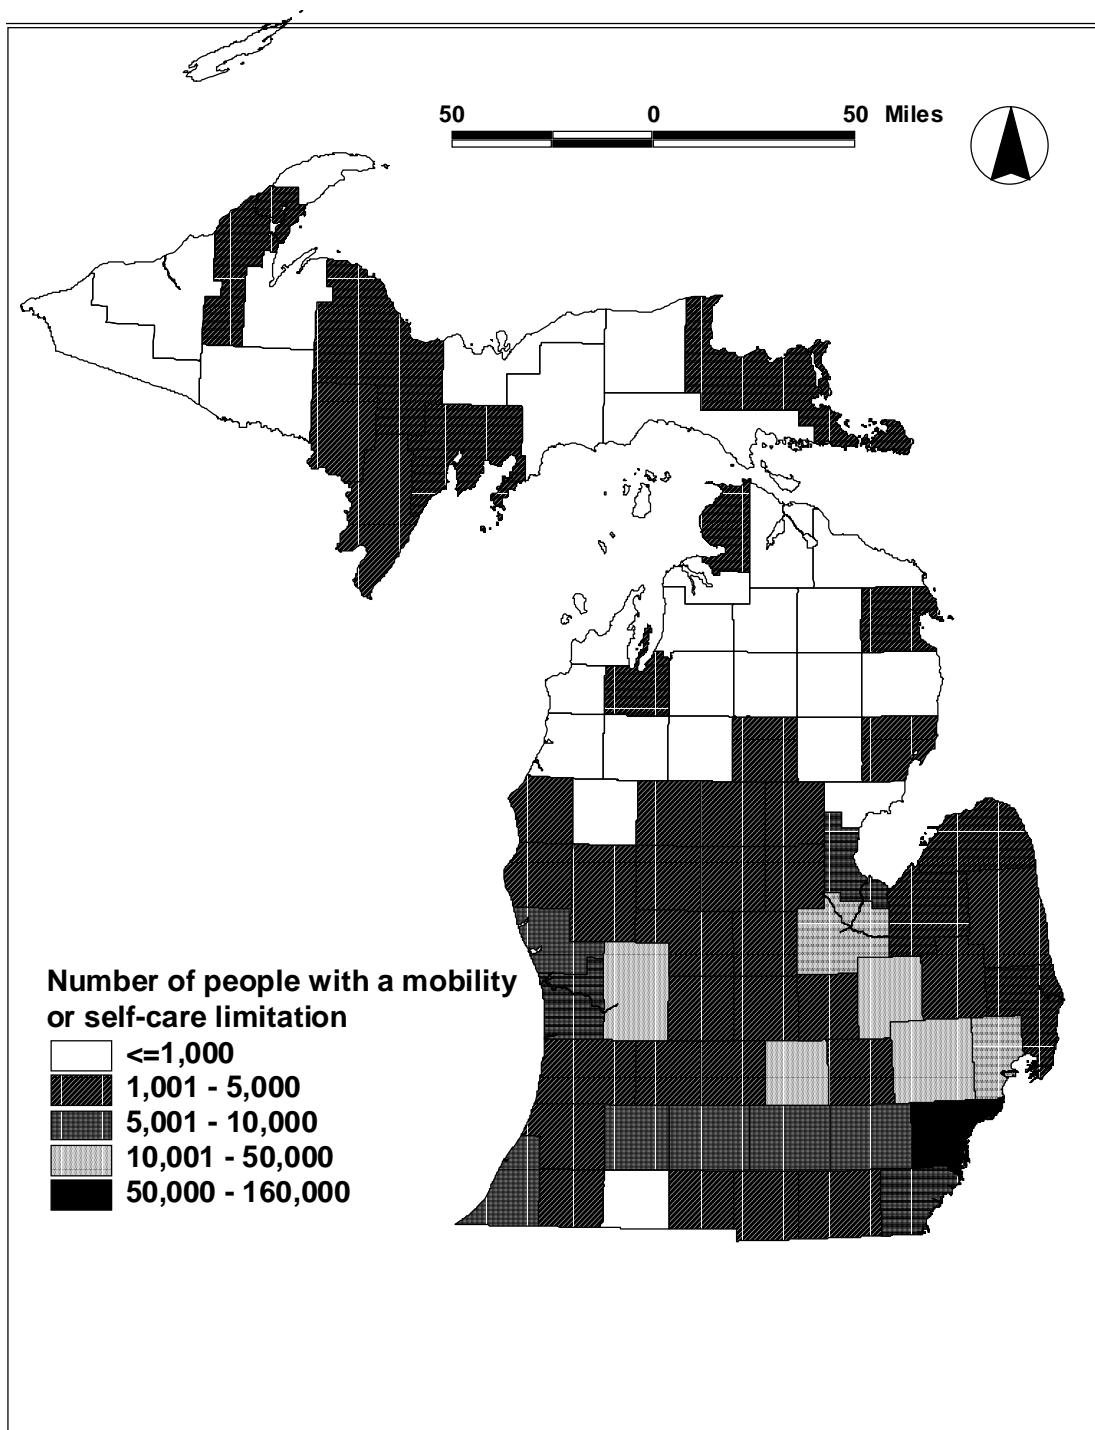 50 0 50 Miles
Number of people with a mobility
or self-care limitation
<=1,000
1,001 - 5,000
5,001 - 10,000
10,001 - 50,000
50,000 - 160,000